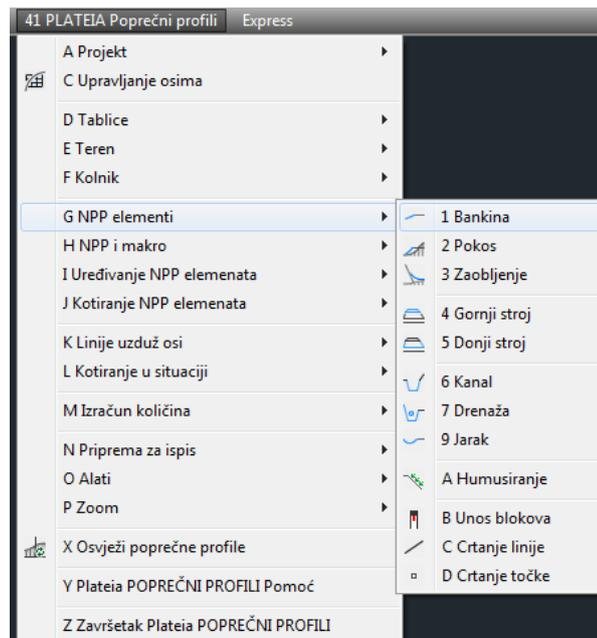 41 PLATEIA Poprečni profili Express
A Projekt
C Upravljanje osima
D Tablice
E Teren
F Kolnik
G NPP elementi
H NPP i makro
I Uređivanje NPP elemenata
J Kotiranje NPP elemenata
K Linije uzduž osi
L Kotiranje u situaciji
M Izračun količina
N Priprema za ispis
O Alati
P Zoom
X Osvježi poprečne profile
Y Plateia POPREČNI PROFILI Pomoć
Z Završetak Plateia POPREČNI PROFILI
1 Bankina
2 Pokos
3 Zaobljenje
4 Gornji stroj
5 Donji stroj
6 Kanal
7 Drenaža
9 Jarak
A Humusiranje
B Unos blokova
C Crtanje linije
D Crtanje točke